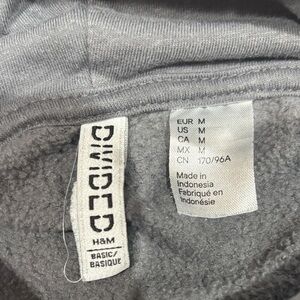 DIVIDED
H&M
BASIC/
BASIQUE
EUR M
US M
CA M
MX M
CN 170/96A
Made in
Indonesia
Fabriqué en
Indonésie